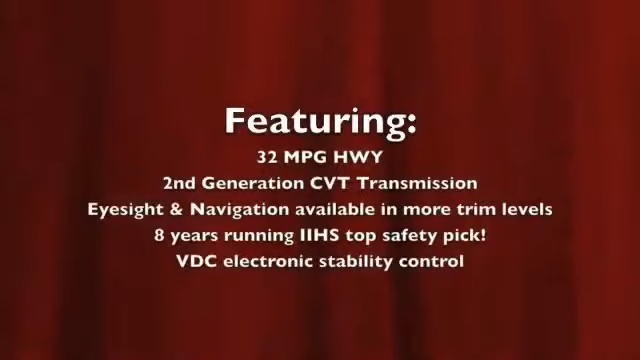 Featuring:
32 MPG HWY
2nd Generation CVT Transmission
Eyesight & Navigation available in more trim levels
8 years running IIHS top safety pick!
VDC electronic stability control